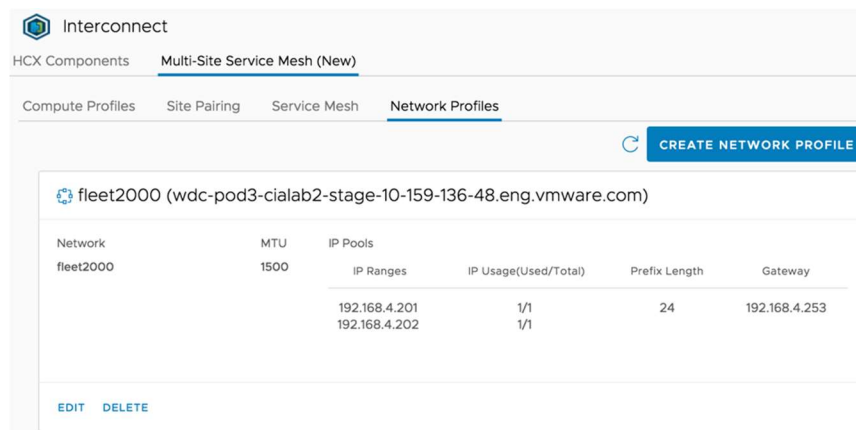 Interconnect
HCX Components Multi-Site Service Mesh (New)
Compute Profiles Site Pairing Service Mesh Network Profiles
CREATE NETWORK PROFILE
fleet2000 (wdc-pod3-cialab2-stage-10-159-136-48.eng.vmware.com)
Network MTU IP Pools
fleet2000 1500
IP Ranges IP Usage(Used/Total) Prefix Length Gateway
192.168.4.201 1/1 24 192.168.4.253
192.168.4.202 1/1
EDIT DELETE